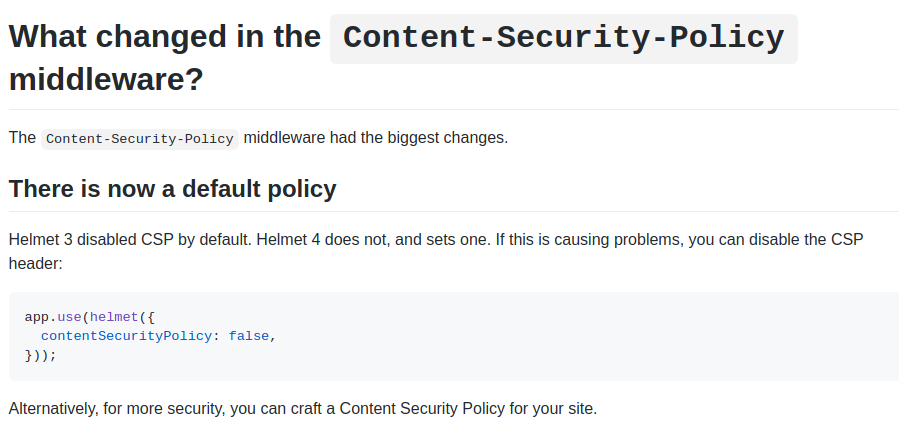 What changed in the Content-Security-Policy
middleware?
The Content-Security-Policy middleware had the biggest changes.
There is now a default policy
Helmet 3 disabled CSP by default. Helmet 4 does not, and sets one. If this is causing problems, you can disable the CSP
header:
app.use(helmet({
  contentSecurityPolicy: false,
}));
Alternatively, for more security, you can craft a Content Security Policy for your site.